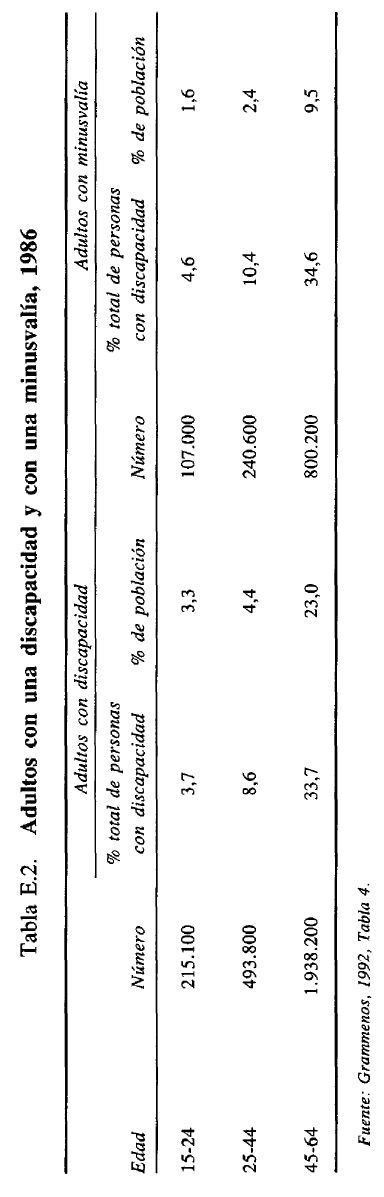 Tabla E.2. Adultos con una discapacidad y con una minusvalía, 1986
Adultos con discapacidad Adultos con minusvalía
% total de personas % total de personas
Edad Número con discapacidad % de población Número con discapacidad % de población
15-24 215.100 3,7 3,3 107.000 4,6 1,6
25-44 493.800 8,6 4,4 240.600 10,4 2,4
45-64 1.938.200 33,7 23,0 800.200 34,6 9,5
Fuente: Grammenos, 1992, Tabla 4.